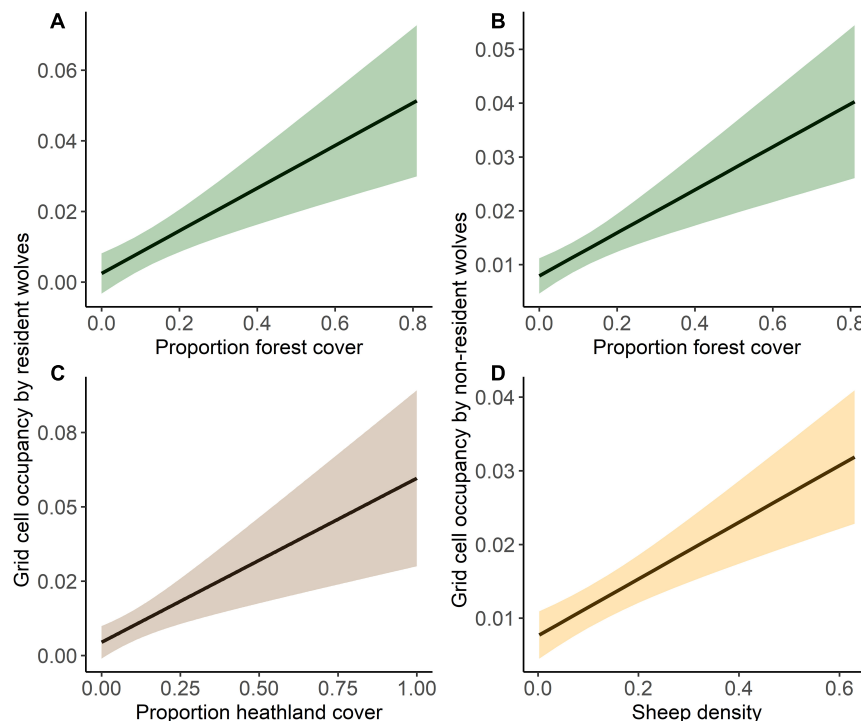 A
0.06
0.04
0.02
0.00
0.0 0.2 0.4 0.6 0.8
Proportion forest cover
B
0.05
0.04
0.03
0.02
0.01
0.0 0.2 0.4 0.6 0.8
Proportion forest cover
Grid cell occupancy by resident wolves
Grid cell occupancy by non-resident wolves
C
0.08
0.05
0.02
0.00
0.00 0.25 0.50 0.75 1.00
Proportion heathland cover
D
0.04
0.03
0.02
0.01
0.0 0.2 0.4 0.6
Sheep density